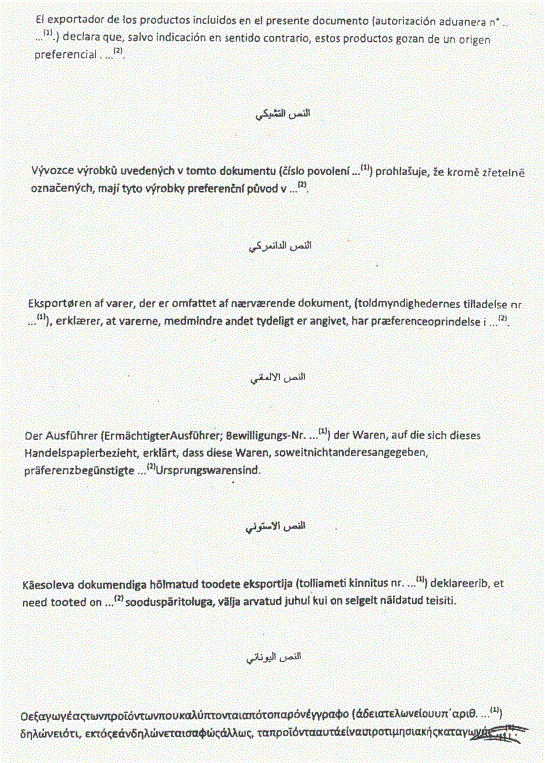 El exportador de los productos incluidos en el presente documento (autorización aduanera n° ..
...(1).) declara que, salvo indicación en sentido contrario, estos productos gozan de un origen
preferencial . ...(2).
النص التشيكي
Vývozce výrobků uvedených v tomto dokumentu (číslo povolení ...(1)) prohlašuje, že kromě zřetelně
označených, mají tyto výrobky preferenční původ v ...(2).
النص الدانمركي
Eksportøren af varer, der er omfattet af nærværende dokument, (toldmyndighedernes tilladelse nr.
...(1)), erklærer, at varerne, medmindre andet tydeligt er angivet, har præferenceoprindelse i ...(2).
النص الالمقي
Der Ausführer (ErmächtigterAusführer; Bewilligungs-Nr. ...(1)) der Waren, auf die sich dieses
Handelspapierbezieht, erklärt, dass diese Waren, soweitnichtanderesangegeben,
präferenzbegünstigte ...(2)Ursprungswarensind.
النص الاستوني
Käesoleva dokumendiga hõlmatud toodete eksportija (tolliameti kinnitus nr. ...(1)) deklareerib, et
need tooted on ...(2) sooduspäritoluga, välja arvatud juhul kui on selgelt näidatud teisiti.
النص اليوناني
Οεξαγωγέαςτωνπροϊόντωνπουκαλύπτονταιαπότοπαρόνέγγραφο (άδειατελωνείουυπ΄αριθ. ...(1))
δηλώνειότι, εκτόςεάνδηλώνεταισαφώςάλλως, ταπροϊόντααυτάείναιπροτιμησιακήςκαταγωγής